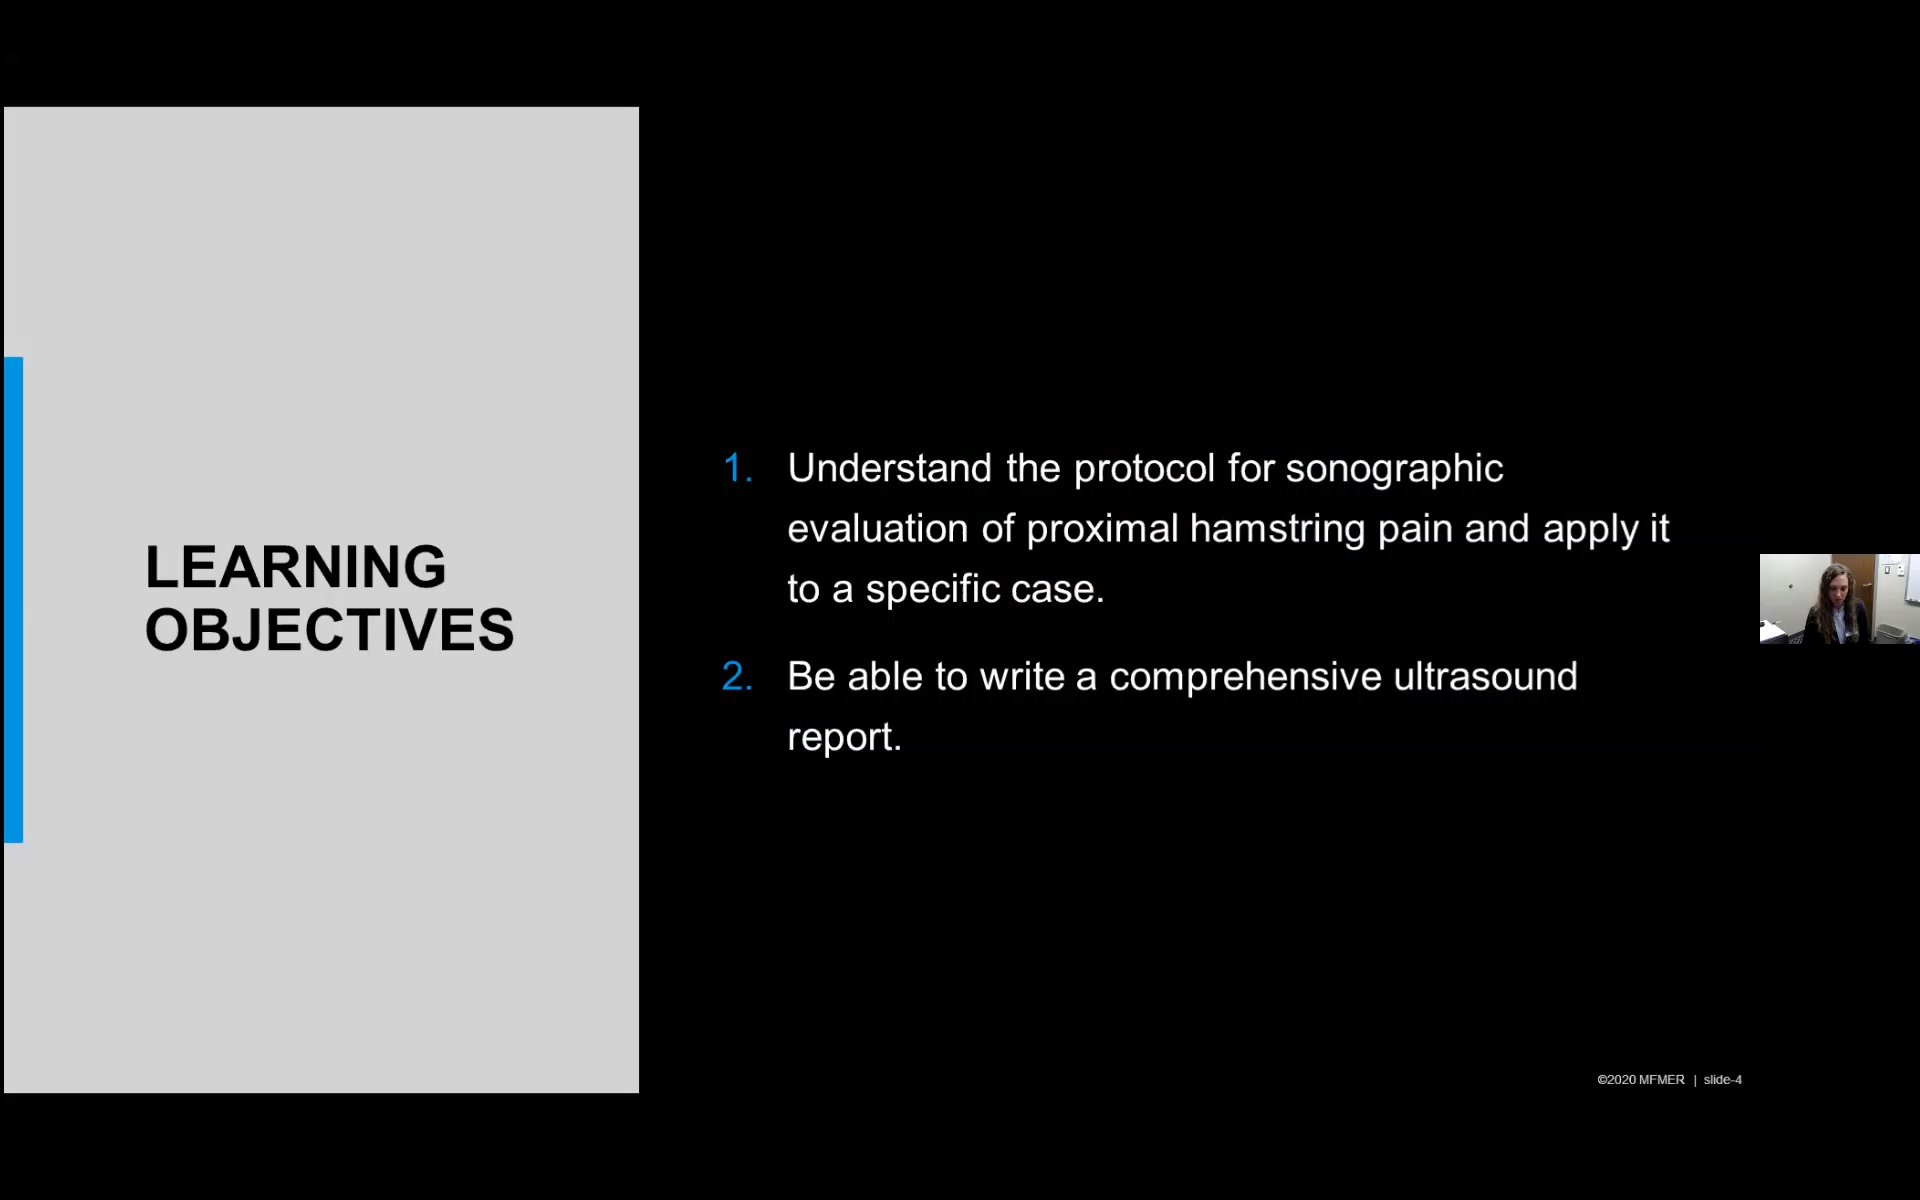 LEARNING
OBJECTIVES
1. Understand the protocol for sonographic
evaluation of proximal hamstring pain and apply it
to a specific case.
2. Be able to write a comprehensive ultrasound
report.
©2020 MFMER | slide-4